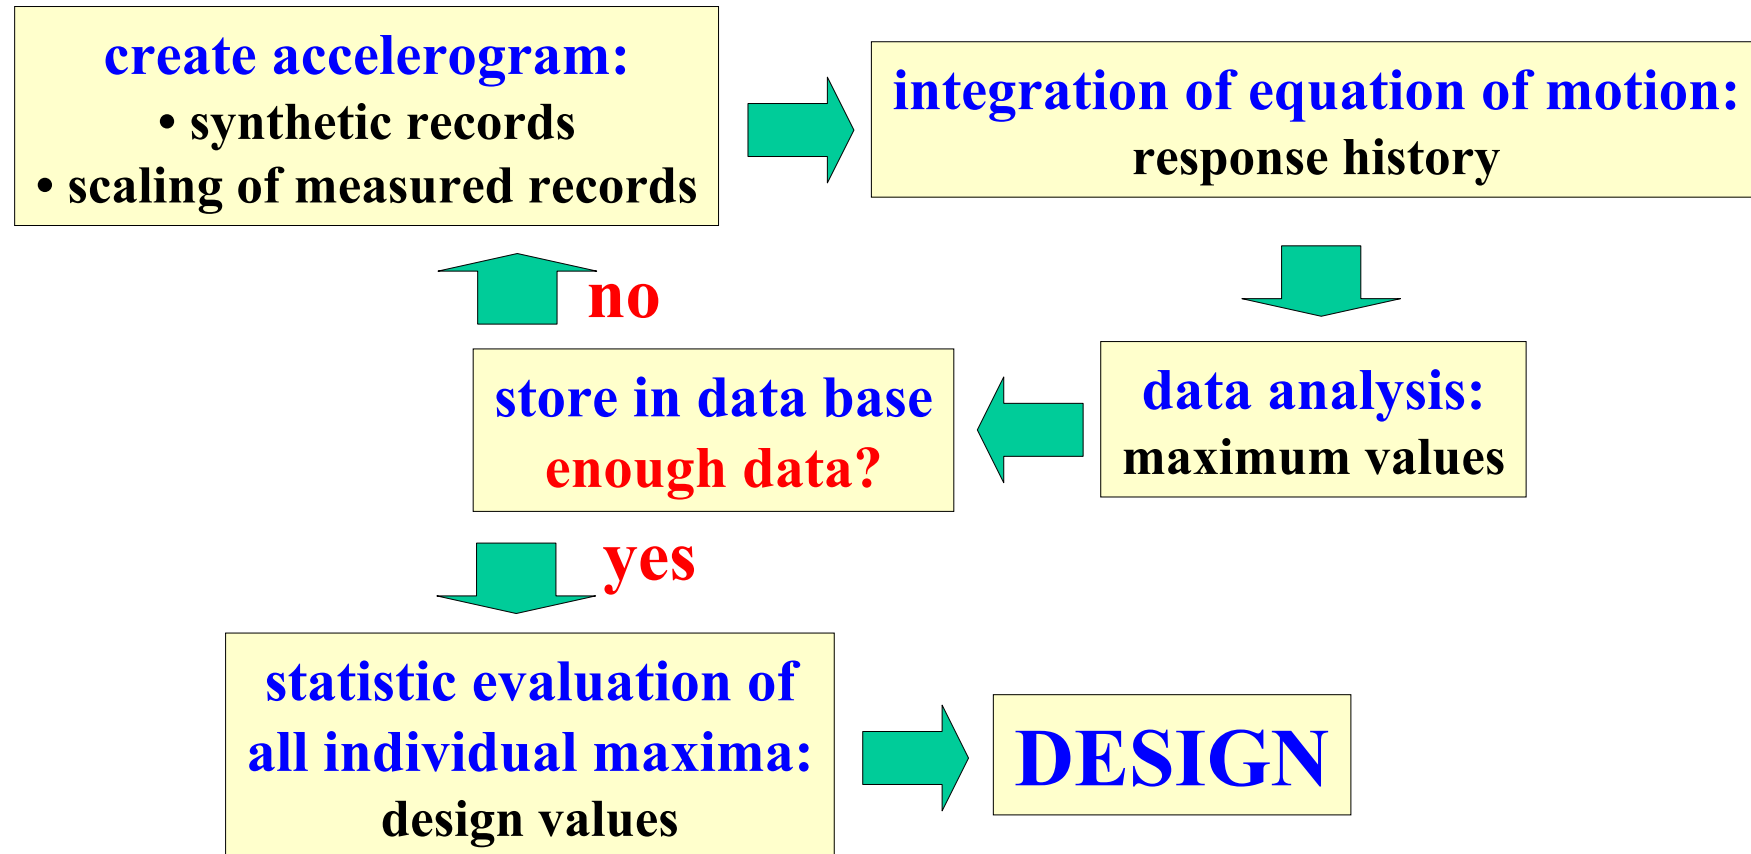 create accelerogram:
• synthetic records
• scaling of measured records
integration of equation of motion:
response history
no
store in data base
enough data?
data analysis:
maximum values
yes
statistic evaluation of
all individual maxima:
design values
DESIGN